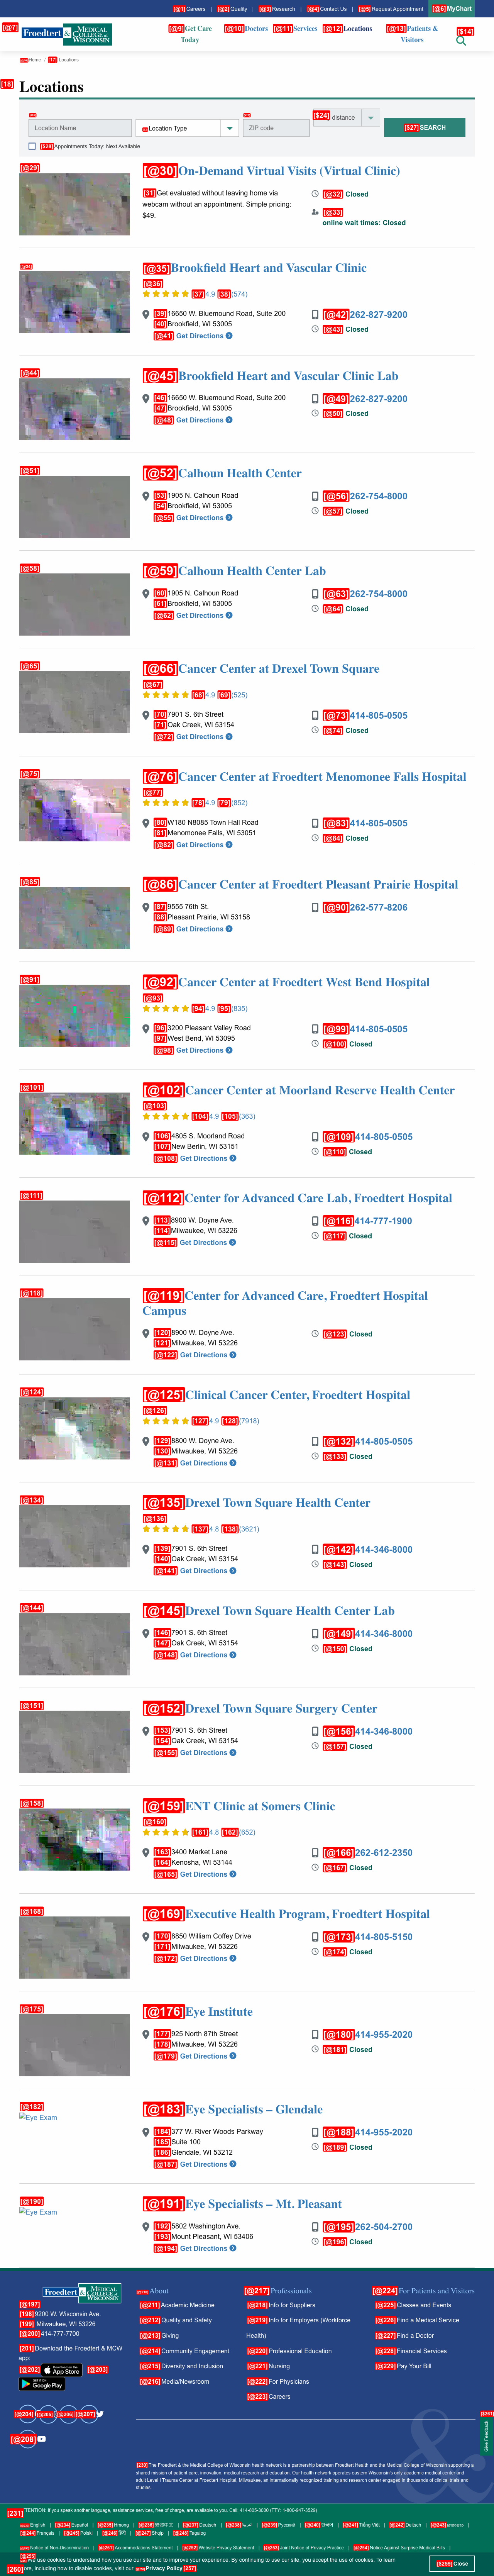 [@1] Careers | [@2] Quality | [@3] Research | [@4] Contact Us | [@5] Request Appointment [@6] MyChart
[@7] Froedtert & MEDICAL COLLEGE of WISCONSIN
[@9] Get Care Today [@10] Doctors [@11] Services [@12] Locations [@13] Patients & Visitors [$14]
Home [17] Locations
[18] Locations
Location Name Location Type ZIP code [$24] distance [$27] SEARCH
[$28] Appointments Today: Next Available
[@29] [@30] On-Demand Virtual Visits (Virtual Clinic)
[31] Get evaluated without leaving home via webcam without an appointment. Simple pricing: $49.
[@32] Closed
[@33]
online wait times: Closed
[@35] Brookfield Heart and Vascular Clinic
[@36]
[37] 4.9 [38] (574)
[39] 16650 W. Bluemound Road, Suite 200
[40] Brookfield, WI 53005
[@41] Get Directions
[@42] 262-827-9200
[@43] Closed
[@44] [@45] Brookfield Heart and Vascular Clinic Lab
[46] 16650 W. Bluemound Road, Suite 200
[47] Brookfield, WI 53005
[@48] Get Directions
[@49] 262-827-9200
[@50] Closed
[@51] [@52] Calhoun Health Center
[53] 1905 N. Calhoun Road
[54] Brookfield, WI 53005
[@55] Get Directions
[@56] 262-754-8000
[@57] Closed
[@58] [@59] Calhoun Health Center Lab
[60] 1905 N. Calhoun Road
[61] Brookfield, WI 53005
[@62] Get Directions
[@63] 262-754-8000
[@64] Closed
[@65] [@66] Cancer Center at Drexel Town Square
[@67]
[68] 4.9 [69] (525)
[70] 7901 S. 6th Street
[71] Oak Creek, WI 53154
[@72] Get Directions
[@73] 414-805-0505
[@74] Closed
[@75] [@76] Cancer Center at Froedtert Menomonee Falls Hospital
[@77]
[78] 4.9 [79] (852)
[80] W180 N8085 Town Hall Road
[81] Menomonee Falls, WI 53051
[@82] Get Directions
[@83] 414-805-0505
[@84] Closed
[@85] [@86] Cancer Center at Froedtert Pleasant Prairie Hospital
[87] 9555 76th St.
[88] Pleasant Prairie, WI 53158
[@89] Get Directions
[@90] 262-577-8206
[@91] [@92] Cancer Center at Froedtert West Bend Hospital
[@93]
[94] 4.9 [95] (835)
[96] 3200 Pleasant Valley Road
[97] West Bend, WI 53095
[@98] Get Directions
[@99] 414-805-0505
[@100] Closed
[@101] [@102] Cancer Center at Moorland Reserve Health Center
[@103]
[104] 4.9 [105] (363)
[106] 4805 S. Moorland Road
[107] New Berlin, WI 53151
[@108] Get Directions
[@109] 414-805-0505
[@110] Closed
[@111] [@112] Center for Advanced Care Lab, Froedtert Hospital
[113] 8900 W. Doyne Ave.
[114] Milwaukee, WI 53226
[@115] Get Directions
[@116] 414-777-1900
[@117] Closed
[@118] [@119] Center for Advanced Care, Froedtert Hospital
Campus
[120] 8900 W. Doyne Ave.
[121] Milwaukee, WI 53226
[@122] Get Directions
[@123] Closed
[@124] [@125] Clinical Cancer Center, Froedtert Hospital
[@126]
[127] 4.9 [128] (7918)
[129] 8800 W. Doyne Ave.
[130] Milwaukee, WI 53226
[@131] Get Directions
[@132] 414-805-0505
[@133] Closed
[@134] [@135] Drexel Town Square Health Center
[@136]
[137] 4.8 [138] (3621)
[139] 7901 S. 6th Street
[140] Oak Creek, WI 53154
[@141] Get Directions
[@142] 414-346-8000
[@143] Closed
[@144] [@145] Drexel Town Square Health Center Lab
[146] 7901 S. 6th Street
[147] Oak Creek, WI 53154
[@148] Get Directions
[@149] 414-346-8000
[@150] Closed
[@151] [@152] Drexel Town Square Surgery Center
[153] 7901 S. 6th Street
[154] Oak Creek, WI 53154
[@155] Get Directions
[@156] 414-346-8000
[@157] Closed
[@158] [@159] ENT Clinic at Somers Clinic
[@160]
[161] 4.8 [162] (652)
[163] 3400 Market Lane
[164] Kenosha, WI 53144
[@165] Get Directions
[@166] 262-612-2350
[@167] Closed
[@168] [@169] Executive Health Program, Froedtert Hospital
[170] 8850 William Coffey Drive
[171] Milwaukee, WI 53226
[@172] Get Directions
[@173] 414-805-5150
[@174] Closed
[@175] [@176] Eye Institute
[177] 925 North 87th Street
[178] Milwaukee, WI 53226
[@179] Get Directions
[@180] 414-955-2020
[@181] Closed
[@182] Eye Exam [@183] Eye Specialists – Glendale
[184] 377 W. River Woods Parkway
[185] Suite 100
[186] Glendale, WI 53212
[@187] Get Directions
[@188] 414-955-2020
[@189] Closed
[@190] Eye Exam [@191] Eye Specialists – Mt. Pleasant
[192] 5802 Washington Ave.
[193] Mount Pleasant, WI 53406
[@194] Get Directions
[@195] 262-504-2700
[@196] Closed
Froedtert & MEDICAL COLLEGE of WISCONSIN
[@197]
[198] 9200 W. Wisconsin Ave.
[199] Milwaukee, WI 53226
[@200] 414-777-7700
[201] Download the Froedtert & MCW app:
[@202] App Store [@203]
Google Play
[@204] [@205] [@206] [@207]
[@208]
About
[@211] Academic Medicine
[@212] Quality and Safety
[@213] Giving
[@214] Community Engagement
[@215] Diversity and Inclusion
[@216] Media/Newsroom
[@217] Professionals
[@218] Info for Suppliers
[@219] Info for Employers (Workforce Health)
[@220] Professional Education
[@221] Nursing
[@222] For Physicians
[@223] Careers
[@224] For Patients and Visitors
[@225] Classes and Events
[@226] Find a Medical Service
[@227] Find a Doctor
[@228] Financial Services
[@229] Pay Your Bill
[$261] Give Feedback
[230] The Froedtert & the Medical College of Wisconsin health network is a partnership between Froedtert Health and the Medical College of Wisconsin supporting a shared mission of patient care, innovation, medical research and education. Our health network operates eastern Wisconsin's only academic medical center and adult Level I Trauma Center at Froedtert Hospital, Milwaukee, an internationally recognized training and research center engaged in thousands of clinical trials and studies.
[231] TENTION: If you speak another language, assistance services, free of charge, are available to you. Call: 414-805-3000 (TTY: 1-800-947-3529)
English | [@234] Español | [@235] Hmong | [@236] 繁體中文 | [@237] Deutsch | [@238] العربية | [@239] Русский | [@240] 한국어 | [@241] Tiếng Việt | [@242] Deitsch | [@243] ພາສາລາວ |
[@244] Français | [@245] Polski | [@246] हिंदी | [@247] Shqip | [@248] Tagalog
Notice of Non-Discrimination | [@251] Accommodations Statement | [@252] Website Privacy Statement | [@253] Joint Notice of Privacy Practice | [@254] Notice Against Surprise Medical Bills |
[@255]
We use cookies to understand how you use our site and to improve your overall experience. By continuing to use our site, you accept the use of cookies. To learn
[260] ore, including how to disable cookies, visit our Privacy Policy [257] .
[$259] Close